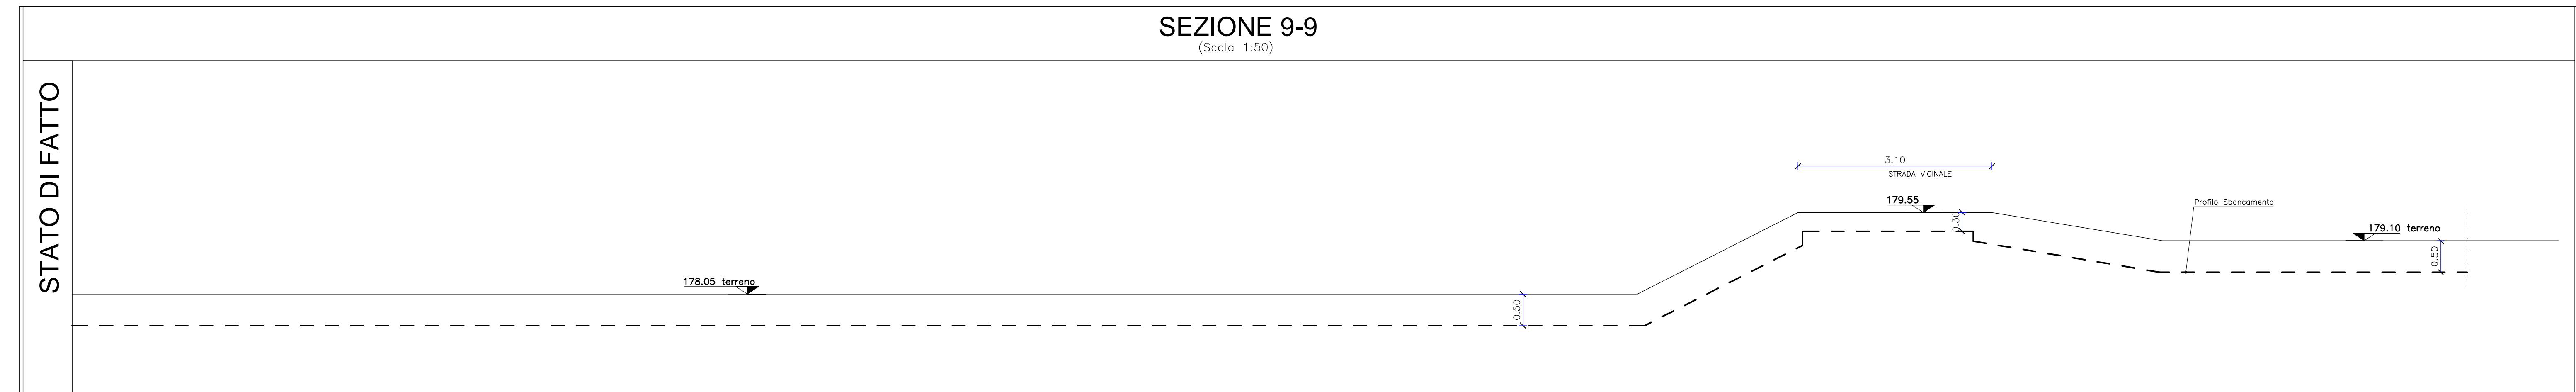 SEZIONE 9-9
(Scala 1:50)
STATO DI FATTO
3.10
STRADA VICINALE
179.55
0.30
Profilo Sbancamento
179.10 terreno
0.50
178.05 terreno
0.50